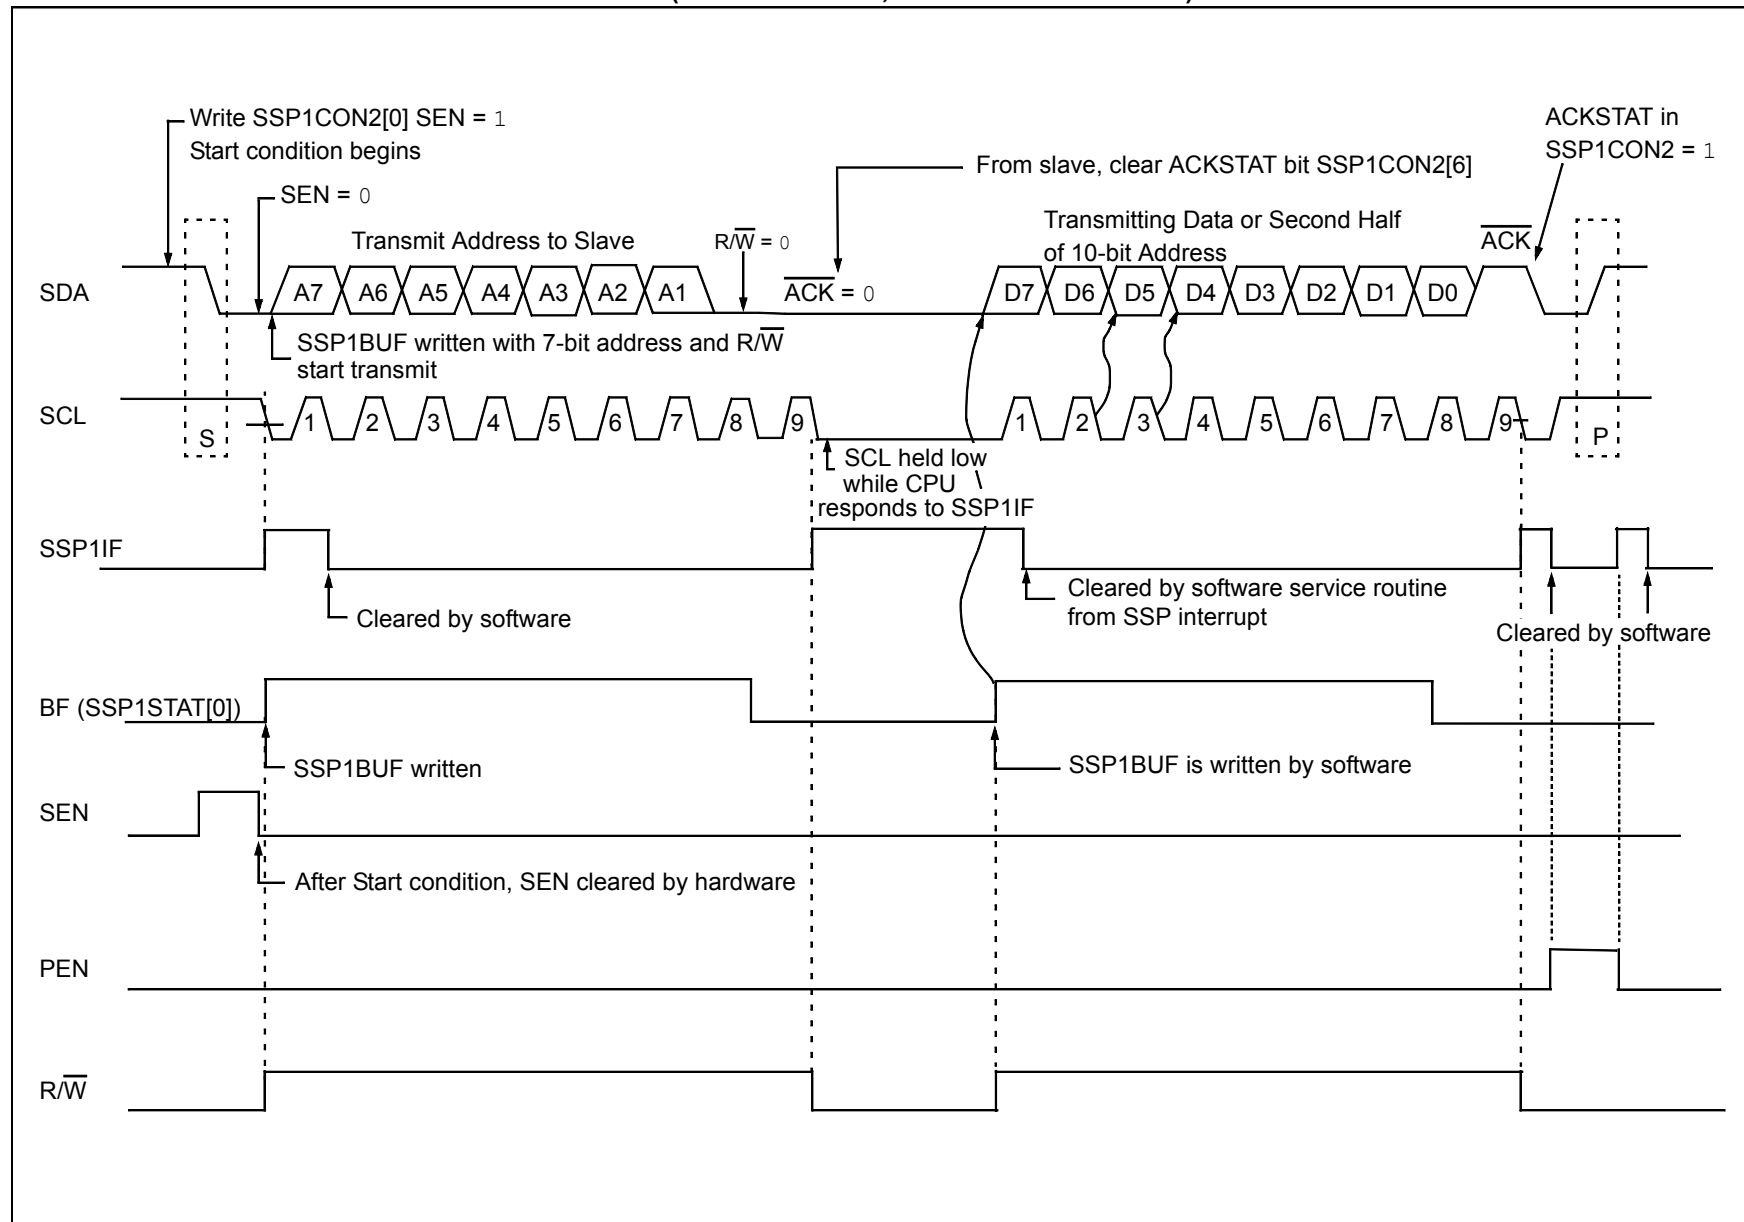 Write SSP1CON2[0] SEN = 1
Start condition begins
ACKSTAT in
SSP1CON2 = 1
From slave, clear ACKSTAT bit SSP1CON2[6]
SEN = 0
Transmitting Data or Second Half
of 10-bit Address
Transmit Address to Slave
R/W̅ = 0
A̅C̅K̅
SDA
A7 A6 A5 A4 A3 A2 A1
A̅C̅K̅ = 0
D7 D6 D5 D4 D3 D2 D1 D0
SSP1BUF written with 7-bit address and R/W̅
start transmit
SCL
S
1 2 3 4 5 6 7 8 9
1 2 3 4 5 6 7 8 9
P
SCL held low
while CPU
responds to SSP1IF
SSP1IF
Cleared by software
Cleared by software service routine
from SSP interrupt
Cleared by software
BF (SSP1STAT[0])
SSP1BUF written
SSP1BUF is written by software
SEN
After Start condition, SEN cleared by hardware
PEN
R/W̅